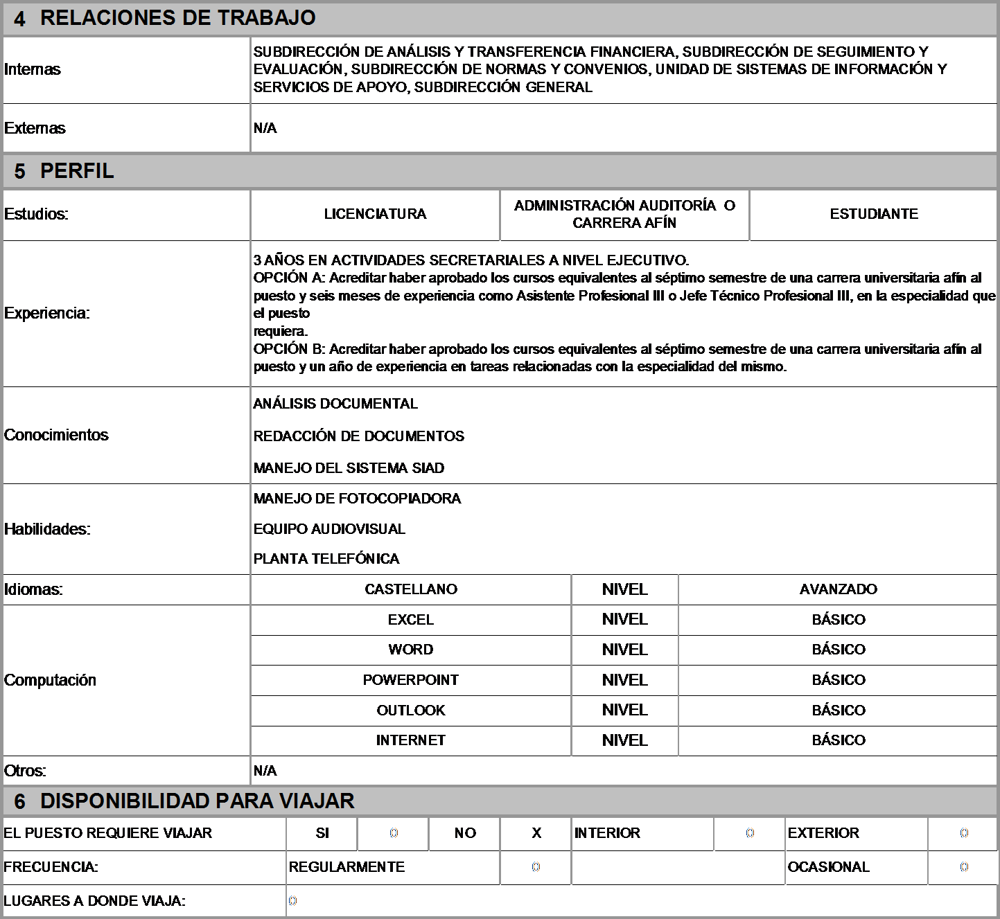 4 RELACIONES DE TRABAJO
Internas
SUBDIRECCIÓN DE ANÁLISIS Y TRANSFERENCIA FINANCIERA, SUBDIRECCIÓN DE SEGUIMIENTO Y
EVALUACIÓN, SUBDIRECCIÓN DE NORMAS Y CONVENIOS, UNIDAD DE SISTEMAS DE INFORMACIÓN Y
SERVICIOS DE APOYO, SUBDIRECCIÓN GENERAL
Externas N/A
5 PERFIL
Estudios: LICENCIATURA ADMINISTRACIÓN AUDITORÍA O CARRERA AFÍN ESTUDIANTE
Experiencia:
3 AÑOS EN ACTIVIDADES SECRETARIALES A NIVEL EJECUTIVO.
OPCIÓN A: Acreditar haber aprobado los cursos equivalentes al séptimo semestre de una carrera universitaria afín al
puesto y seis meses de experiencia como Asistente Profesional III o Jefe Técnico Profesional III, en la especialidad que
el puesto
requiera.
OPCIÓN B: Acreditar haber aprobado los cursos equivalentes al séptimo semestre de una carrera universitaria afín al
puesto y un año de experiencia en tareas relacionadas con la especialidad del mismo.
Conocimientos
ANÁLISIS DOCUMENTAL
REDACCIÓN DE DOCUMENTOS
MANEJO DEL SISTEMA SIAD
Habilidades:
MANEJO DE FOTOCOPIADORA
EQUIPO AUDIOVISUAL
PLANTA TELEFÓNICA
Idiomas: CASTELLANO NIVEL AVANZADO
Computación
EXCEL NIVEL BÁSICO
WORD NIVEL BÁSICO
POWERPOINT NIVEL BÁSICO
OUTLOOK NIVEL BÁSICO
INTERNET NIVEL BÁSICO
Otros: N/A
6 DISPONIBILIDAD PARA VIAJAR
EL PUESTO REQUIERE VIAJAR SI 0 NO X INTERIOR 0 EXTERIOR 0
FRECUENCIA: REGULARMENTE 0 OCASIONAL 0
LUGARES A DONDE VIAJA: 0